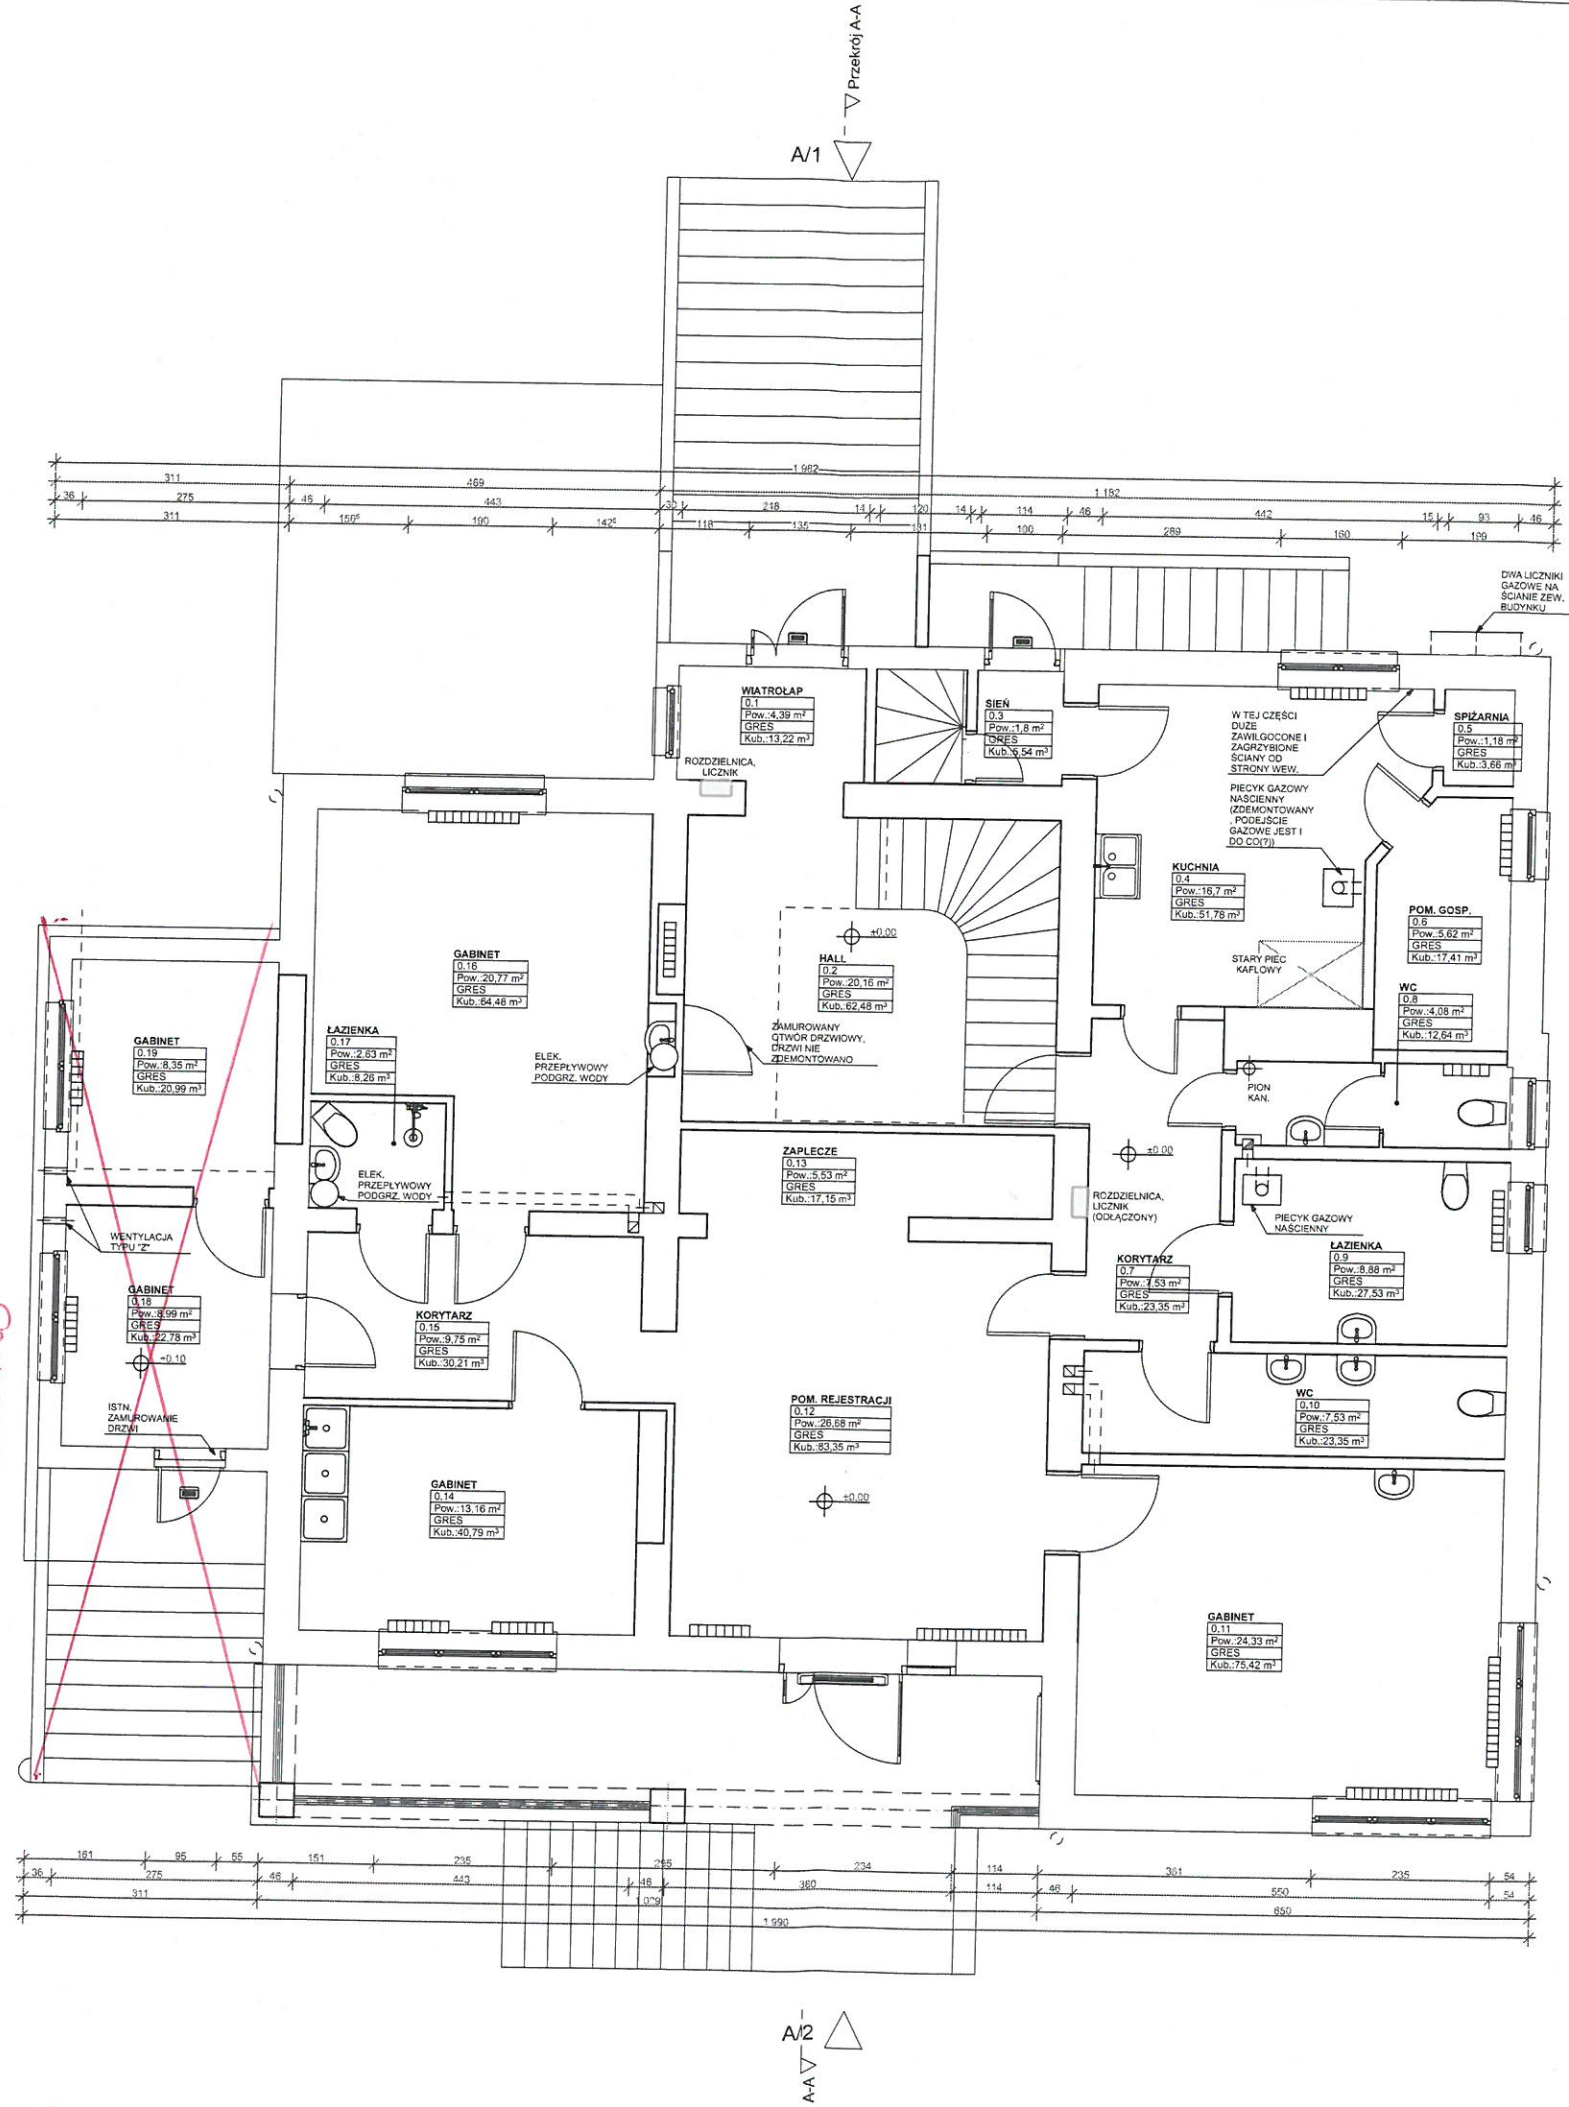 Przekrój A-A
A/1
1 982
311
469
1 182
36
275
46
443
30
218
14
120
14
114
46
442
15
93
46
311
156⁵
190
142⁵
118
135
131
100
289
160
199
DWA LICZNIKI
GAZOWE NA
ŚCIANIE ZEW.
BUDYNKU
WIATROŁAP
0.1
Pow.:4,39 m²
GRES
Kub.:13,22 m³
ROZDZIELNICA,
LICZNIK
SIEŃ
0.3
Pow.:1,8 m²
GRES
Kub.:5,54 m³
W TEJ CZĘŚCI
DUŻE
ZAWILGOCONE I
ZAGRZYBIONE
ŚCIANY OD
STRONY WEW.
SPIŻARNIA
0.5
Pow.:1,18 m²
GRES
Kub.:3,66 m³
PIECYK GAZOWY
NAŚCIENNY
(ZDEMONTOWANY
, PODEJŚCIE
GAZOWE JEST I
DO CO(?))
KUCHNIA
0.4
Pow.:16,7 m²
GRES
Kub.:51,78 m³
POM. GOSP.
0.6
Pow.:5,62 m²
GRES
Kub.:17,41 m³
STARY PIEC
KAFLOWY
WC
0.8
Pow.:4,08 m²
GRES
Kub.:12,64 m³
GABINET
0.16
Pow.:20,77 m²
GRES
Kub.:64,48 m³
±0.00
HALL
0.2
Pow.:20,16 m²
GRES
Kub.:62,48 m³
ZAMUROWANY
OTWÓR DRZWIOWY,
DRZWI NIE
ZDEMONTOWANO
ŁAZIENKA
0.17
Pow.:2,63 m²
GRES
Kub.:8,26 m³
ELEK.
PRZEPŁYWOWY
PODGRZ. WODY
GABINET
0.19
Pow.:8,35 m²
GRES
Kub.:20,99 m³
PION
KAN.
ELEK.
PRZEPŁYWOWY
PODGRZ. WODY
ZAPLECZE
0.13
Pow.:5,53 m²
GRES
Kub.:17,15 m³
±0.00
ROZDZIELNICA,
LICZNIK
(ODŁĄCZONY)
PIECYK GAZOWY
NAŚCIENNY
WENTYLACJA
TYPU "Z"
ŁAZIENKA
0.9
Pow.:8,88 m²
GRES
Kub.:27,53 m³
KORYTARZ
0.7
Pow.:7,53 m²
GRES
Kub.:23,35 m³
GABINET
0.18
Pow.:8,99 m²
GRES
Kub.:22,78 m³
+0.10
KORYTARZ
0.15
Pow.:9,75 m²
GRES
Kub.:30,21 m³
ISTN.
ZAMUROWANIE
DRZWI
POM. REJESTRACJI
0.12
Pow.:26,88 m²
GRES
Kub.:83,35 m³
WC
0.10
Pow.:7,53 m²
GRES
Kub.:23,35 m³
GABINET
0.14
Pow.:13,16 m²
GRES
Kub.:40,79 m³
±0.00
GABINET
0.11
Pow.:24,33 m²
GRES
Kub.:75,42 m³
161
95
55
151
235
295
234
114
361
235
54
36
275
46
443
46
380
114
46
550
54
311
1 029
650
1 990
A/2
A-A